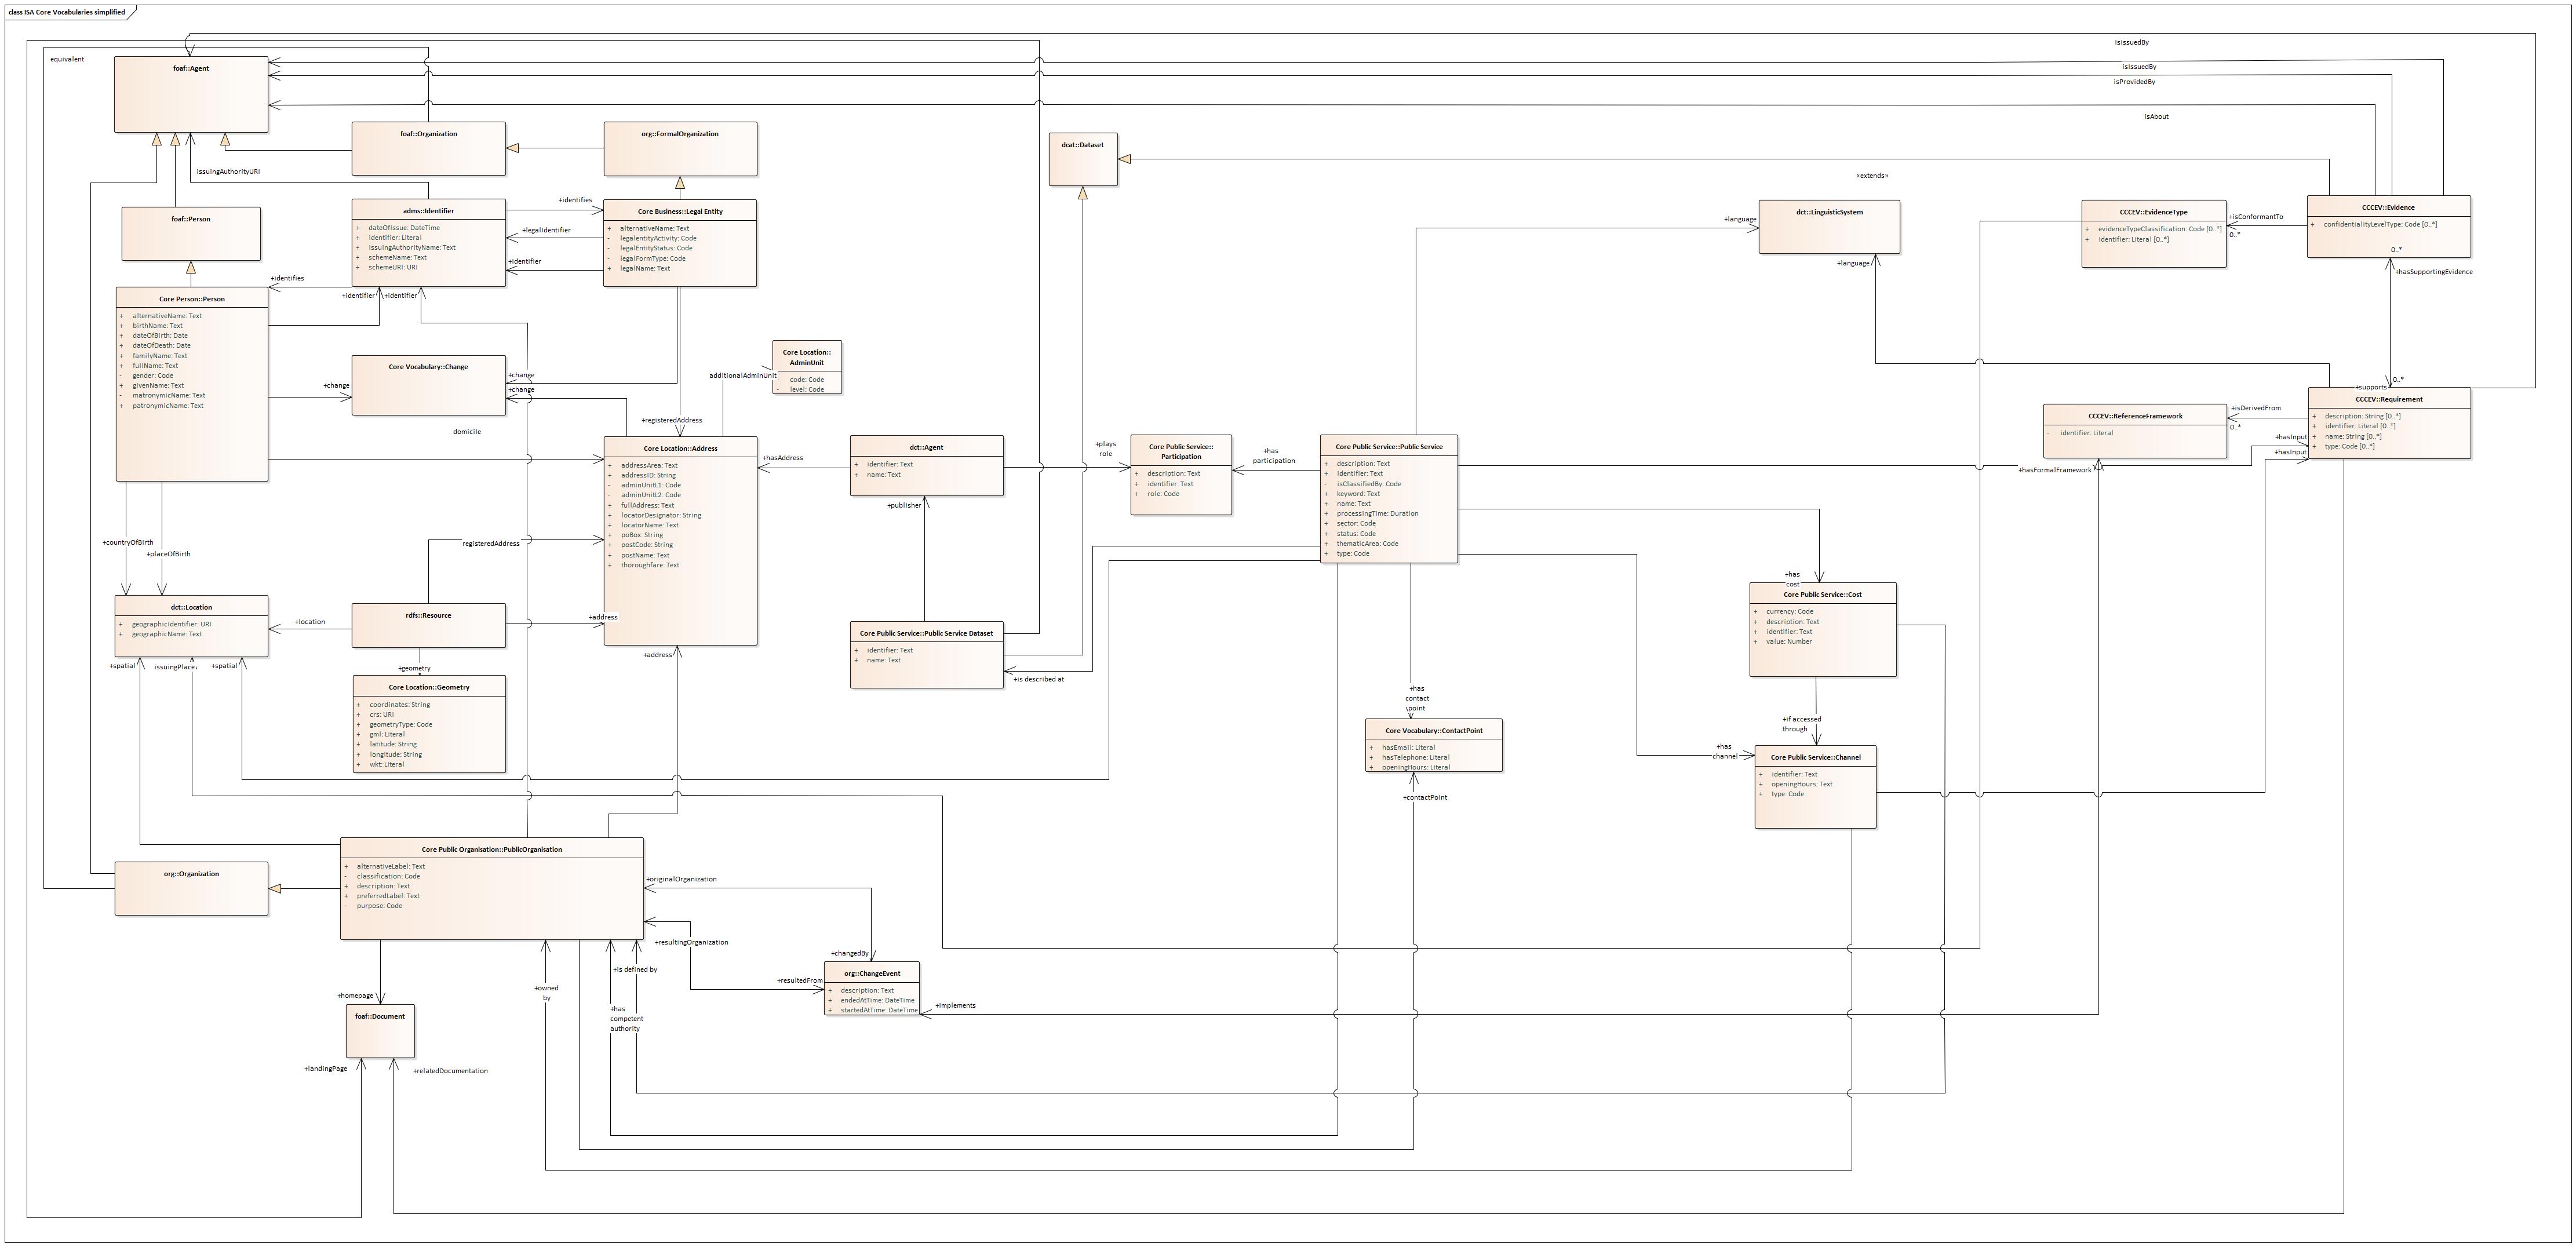 class ISA Core Vocabularies simplified
equivalent
isIssuedBy
isIssuedBy
isProvidedBy
isAbout
foaf::Agent
foaf::Organization
org::FormalOrganization
dcat::Dataset
issuingAuthorityURI
«extends»
foaf::Person
adms::Identifier
+ dateOfIssue: DateTime
+ identifier: Literal
+ issuingAuthorityName: Text
+ schemeName: Text
+ schemeURI: URI
+identifies
+legalIdentifier
+identifier
Core Business::Legal Entity
+ alternativeName: Text
- legalentityActivity: Code
- legalEntityStatus: Code
- legalFormType: Code
+ legalName: Text
+language
dct::LinguisticSystem
+language
CCCEV::EvidenceType
+ evidenceTypeClassification: Code [0..*]
+ identifier: Literal [0..*]
+isConformantTo
0..*
CCCEV::Evidence
+ confidentialityLevelType: Code [0..*]
0..*
+hasSupportingEvidence
+identifies
+identifier
+identifier
Core Person::Person
+ alternativeName: Text
+ birthName: Text
+ dateOfBirth: Date
+ dateOfDeath: Date
+ familyName: Text
+ fullName: Text
- gender: Code
+ givenName: Text
- matronymicName: Text
+ patronymicName: Text
+change
Core Vocabulary::Change
+change
+change
domicile
Core Location::
AdminUnit
code: Code
- level: Code
additionalAdminUnit
+registeredAddress
+supports
0..*
CCCEV::Requirement
+ description: String [0..*]
+ identifier: Literal [0..*]
+ name: String [0..*]
+ type: Code [0..*]
CCCEV::ReferenceFramework
- identifier: Literal
+isDerivedFrom
0..*
+hasInput
+hasInput
+hasFormalFramework
Core Location::Address
+ addressArea: Text
+ addressID: String
- adminUnitL1: Code
- adminUnitL2: Code
+ fullAddress: Text
+ locatorDesignator: String
+ locatorName: Text
+ poBox: String
+ postCode: String
+ postName: Text
+ thoroughfare: Text
+hasAddress
dct::Agent
+ identifier: Text
+ name: Text
+publisher
+plays
role
Core Public Service::
Participation
+ description: Text
+ identifier: Text
+ role: Code
+has
participation
Core Public Service::Public Service
+ description: Text
+ identifier: Text
- isClassifiedBy: Code
+ keyword: Text
+ name: Text
+ processingTime: Duration
+ sector: Code
+ status: Code
+ thematicArea: Code
+ type: Code
+countryOfBirth
+placeOfBirth
registeredAddress
dct::Location
+ geographicIdentifier: URI
+ geographicName: Text
+location
rdfs::Resource
+address
+address
+spatial
+spatial
+geometry
Core Location::Geometry
+ coordinates: String
+ crs: URI
+ geometryType: Code
+ gml: Literal
+ latitude: String
+ longitude: String
+ wkt: Literal
Core Public Service::Public Service Dataset
+ identifier: Text
+ name: Text
+is described at
+has
cost
Core Public Service::Cost
+ currency: Code
+ description: Text
+ identifier: Text
+ value: Number
+has
contact
point
Core Vocabulary::ContactPoint
+ hasEmail: Literal
+ hasTelephone: Literal
+ openingHours: Literal
+contactPoint
+if accessed
through
+has
channel
Core Public Service::Channel
+ identifier: Text
+ openingHours: Text
+ type: Code
Core Public Organisation::PublicOrganisation
+ alternativeLabel: Text
- classification: Code
+ description: Text
+ preferredLabel: Text
- purpose: Code
org::Organization
+originalOrganization
+resultingOrganization
+changedBy
+resultedFrom
org::ChangeEvent
+ description: Text
+ endedAtTime: DateTime
+ startedAtTime: DateTime
+implements
+is defined by
+owned
by
+has
competent
authority
+homepage
foaf::Document
+landingPage
+relatedDocumentation